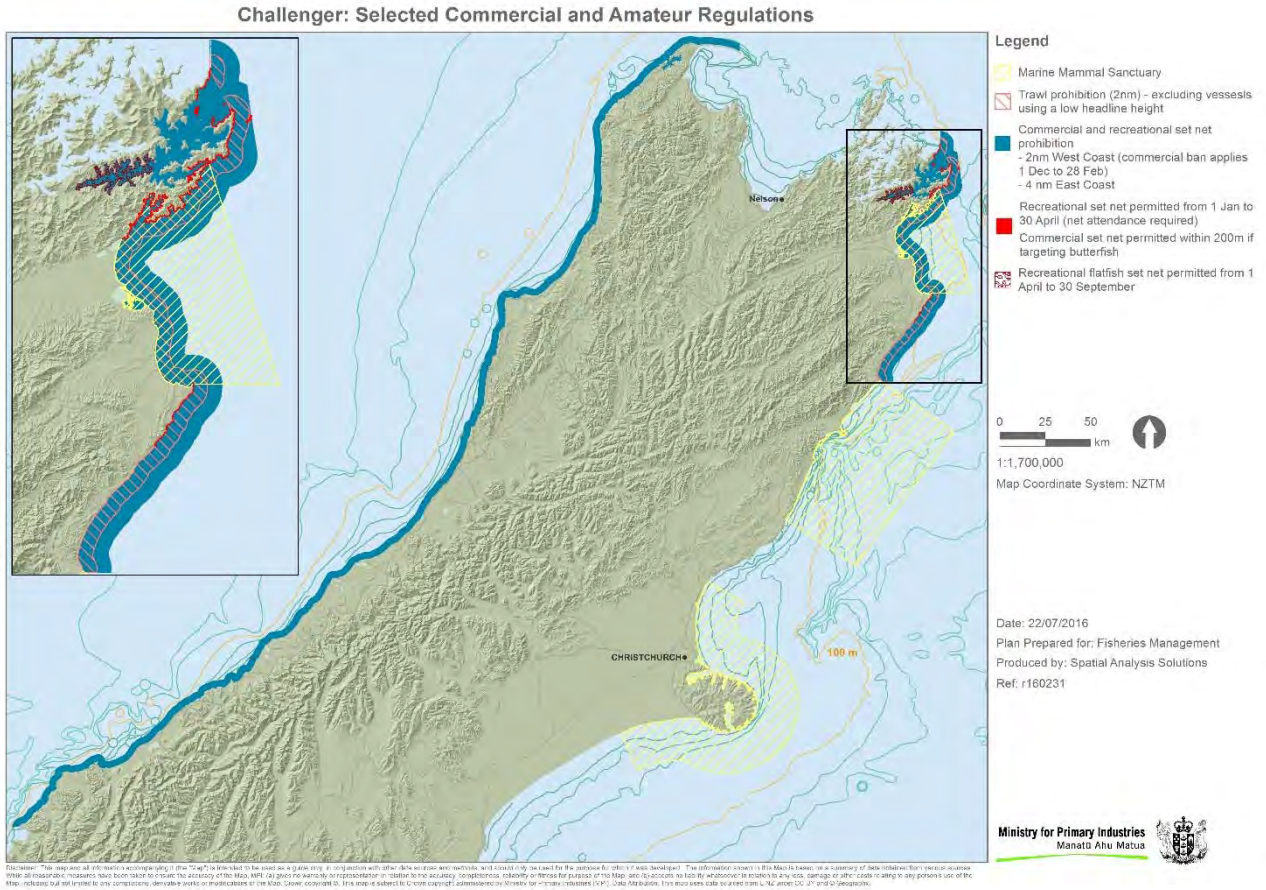 Challenger: Selected Commercial and Amateur Regulations
Legend
Marine Mammal Sanctuary
Trawl prohibition (2nm) - excluding vessesls
using a low headline height
Commercial and recreational set net
prohibition
- 2nm West Coast (commercial ban applies
1 Dec to 28 Feb)
- 4 nm East Coast
Recreational set net permitted from 1 Jan to
30 April (net attendance required)
Commercial set net permitted within 200m if
targeting butterfish
Recreational flatfish set net permitted from 1
April to 30 September
Nelson
0 25 50
km
1:1,700,000
Map Coordinate System: NZTM
Date: 22/07/2016
Plan Prepared for: Fisheries Management
Produced by: Spatial Analysis Solutions
Ref: r160231
CHRISTCHURCH
100 m
Ministry for Primary Industries
Manatū Ahu Matua